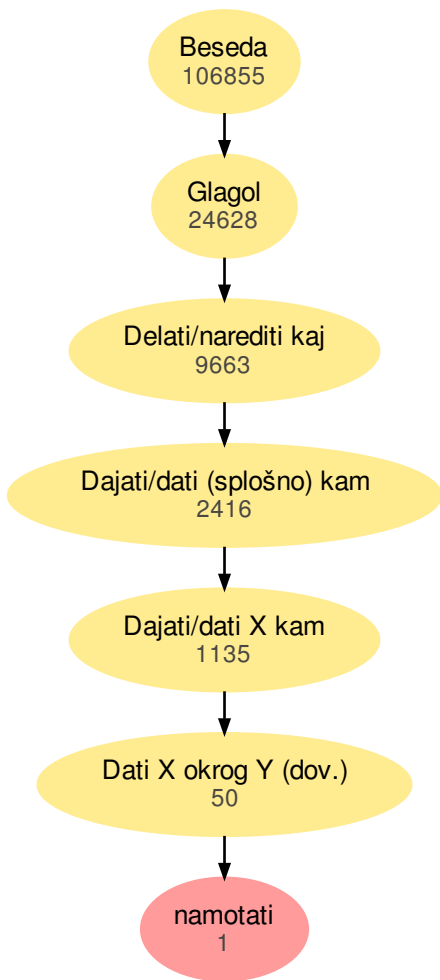 Beseda
106855
Glagol
24628
Delati/narediti kaj
9663
Dajati/dati (splošno) kam
2416
Dajati/dati X kam
1135
Dati X okrog Y (dov.)
50
namotati
1